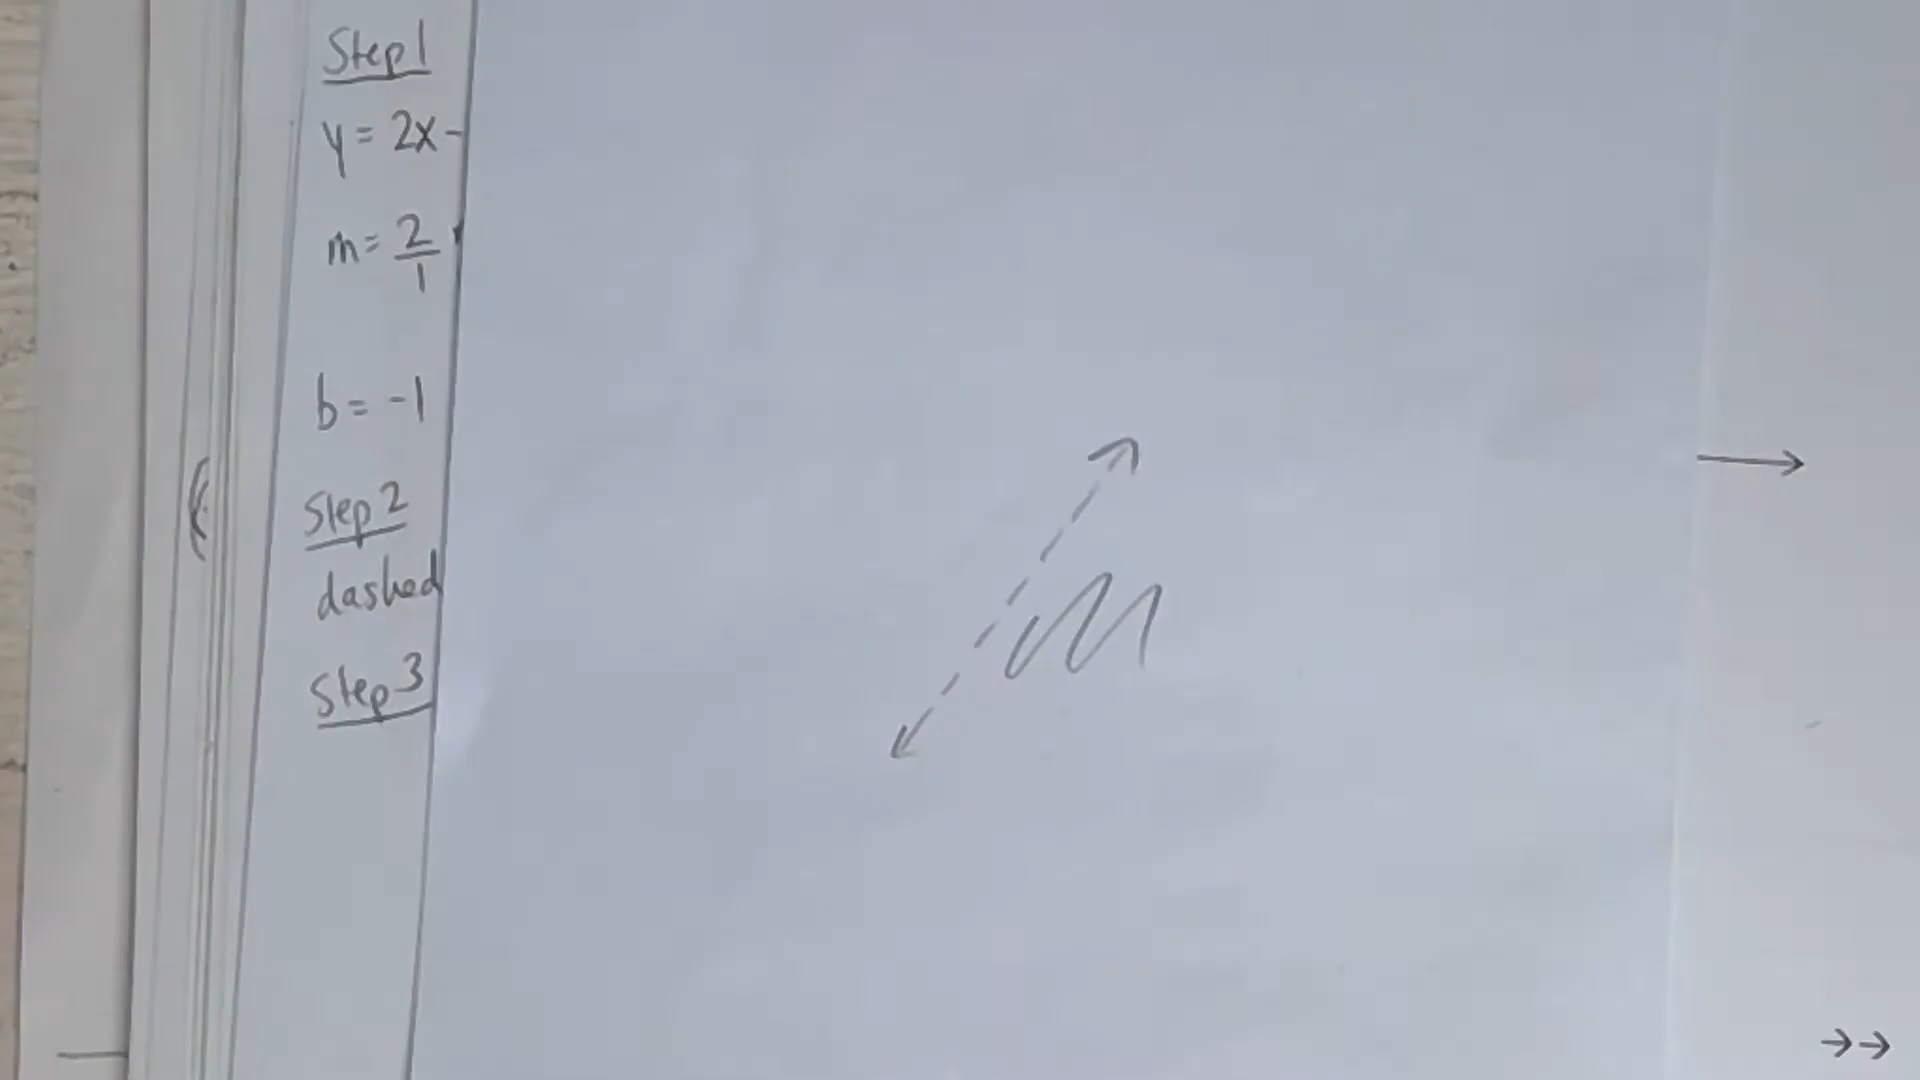 Step 1
y = 2x -
m = 2/1
b = -1
Step 2
dashed
Step 3